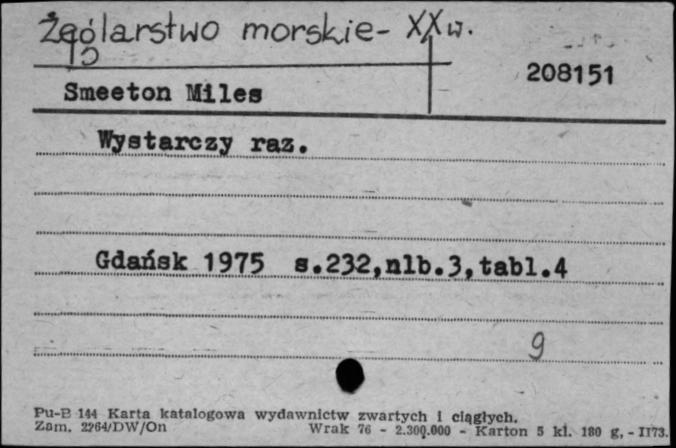 Żeglarstwo morskie - XX w.
208151
Smeeton Miles
Wystarczy raz.
Gdańsk 1975 s.232,nlb.3,tabl.4
9
Pu-B 144 Karta katalogowa wydawnictw zwartych i ciągłych.
Zam. 2264/DW/On Wrak 76 - 2.300.000 - Karton 5 kl. 180 g. - II73.